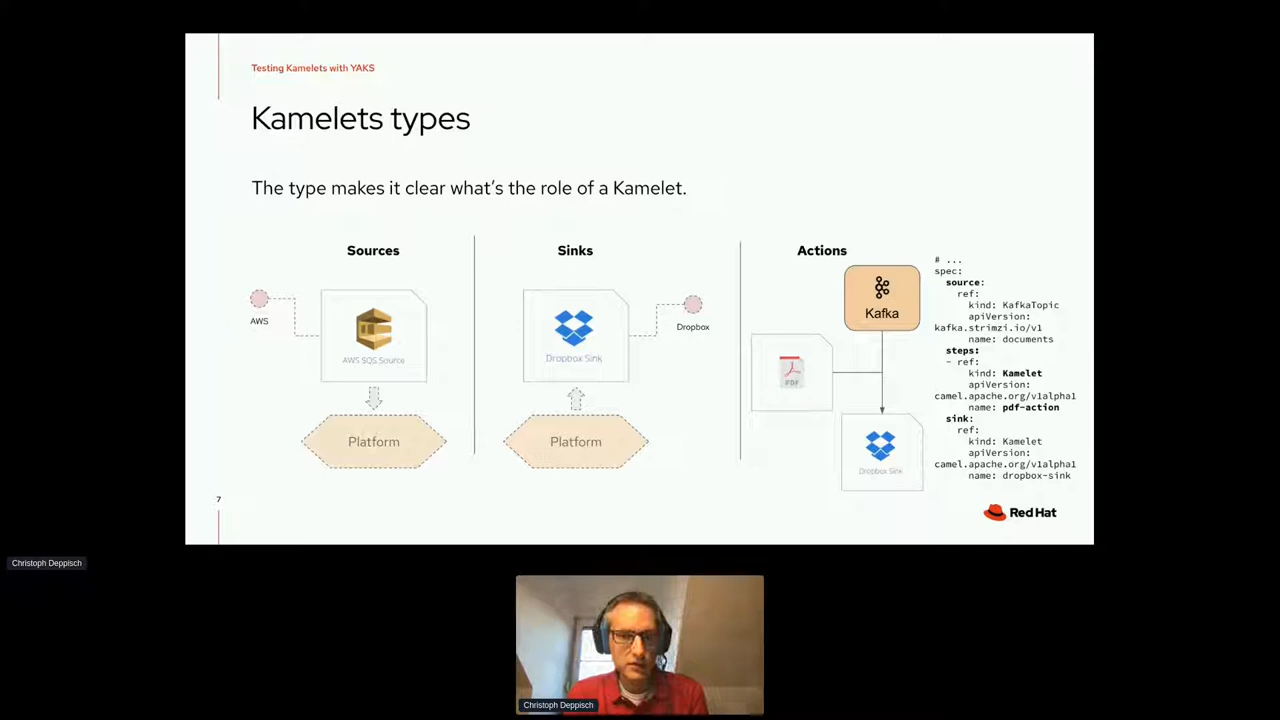 Testing Kamelets with YAKS
Kamelets types
The type makes it clear what's the role of a Kamelet.
Sources
AWS
AWS SQS Source
Platform
Sinks
Dropbox Sink
Dropbox
Platform
Actions
Kafka
PDF
Dropbox Sink
# ...
spec:
source:
ref:
kind: KafkaTopic
apiVersion:
kafka.strimzi.io/v1
name: documents
steps:
- ref:
kind: Kamelet
apiVersion:
camel.apache.org/v1alpha1
name: pdf-action
sink:
ref:
kind: Kamelet
apiVersion:
camel.apache.org/v1alpha1
name: dropbox-sink
7
Red Hat
Christoph Deppisch
Christoph Deppisch